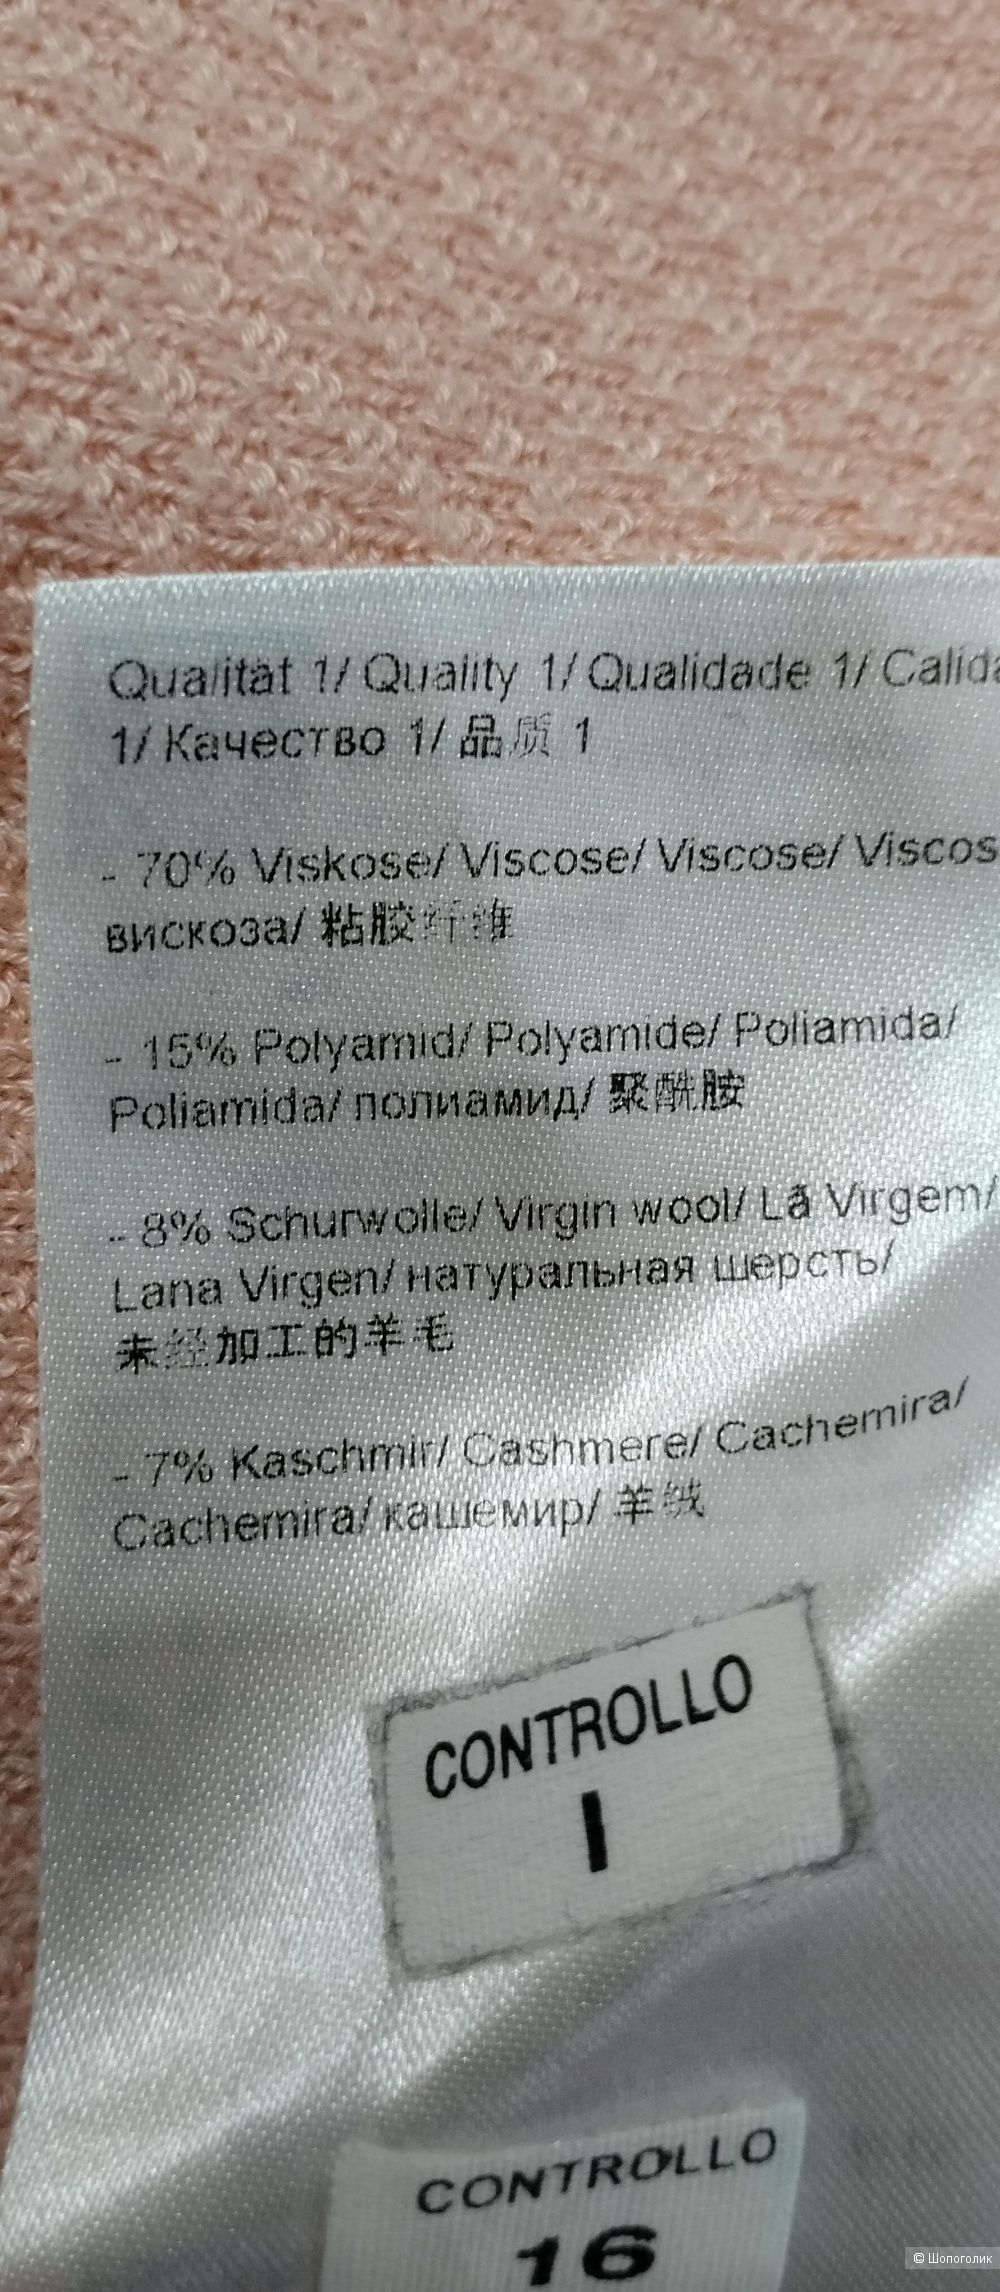 Qualität 1/ Quality 1/ Qualidade 1/ Calida
1/ Качество 1/ 品质 1
- 70% Viskose/ Viscose/ Viscose/ Viscos
вискоза/ 粘胶纤维
- 15% Polyamid/ Polyamide/ Poliamida/
Poliamida/ полиамид/ 聚酰胺
- 8% Schurwolle/ Virgin wool/ Lã Virgem/
Lana Virgen/ натуральная шерсть/
未经加工的羊毛
- 7% Kaschmir/ Cashmere/ Cachemira/
Cachemira/ кашемир/ 羊绒
CONTROLLO
I
CONTROLLO
16
© Шопоголик